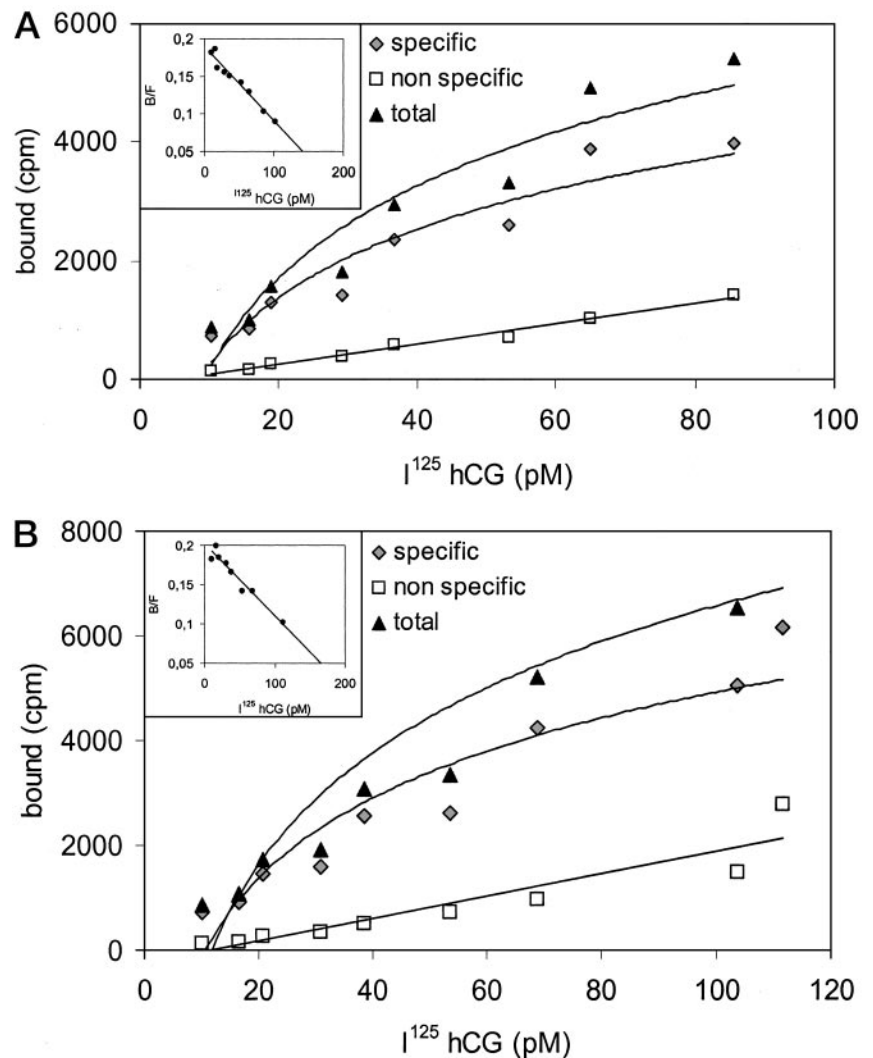 A
6000
4000
2000
0
bound (cpm)
0 20 40 60 80 100
I¹²⁵ hCG (pM)
specific
non specific
total
0,2
0,15
0,1
0,05
B/F
0 100 200
I¹²⁵ hCG (pM)
B
8000
6000
4000
2000
0
bound (cpm)
0 20 40 60 80 100 120
I¹²⁵ hCG (pM)
specific
non specific
total
0,2
0,15
0,1
0,05
B/F
0 100 200
I¹²⁵ hCG (pM)